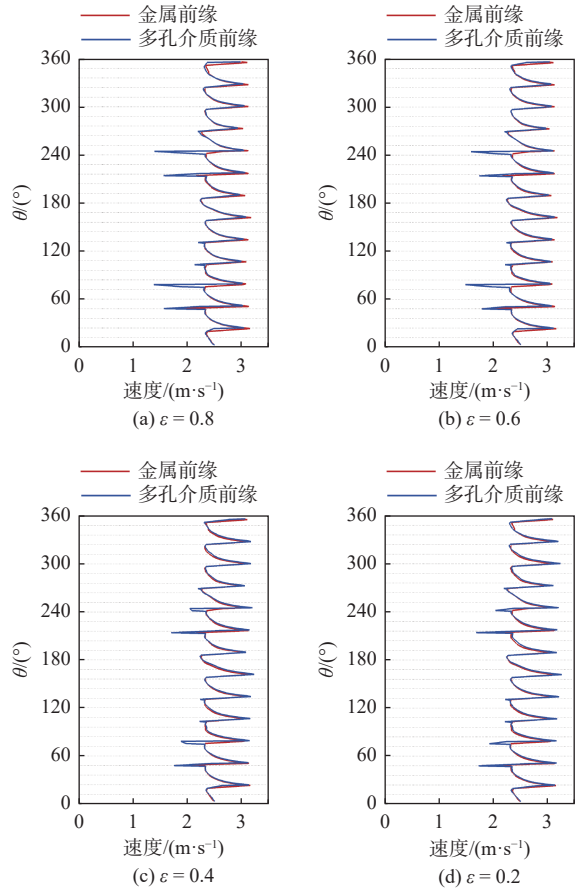 金属前缘
多孔介质前缘
360
300
240
180
120
60
0
θ/(°)
0 1 2 3
速度/(m·s⁻¹)
(a) ε = 0.8
金属前缘
多孔介质前缘
360
300
240
180
120
60
0
θ/(°)
0 1 2 3
速度/(m·s⁻¹)
(b) ε = 0.6
金属前缘
多孔介质前缘
360
300
240
180
120
60
0
θ/(°)
0 1 2 3
速度/(m·s⁻¹)
(c) ε = 0.4
金属前缘
多孔介质前缘
360
300
240
180
120
60
0
θ/(°)
0 1 2 3
速度/(m·s⁻¹)
(d) ε = 0.2